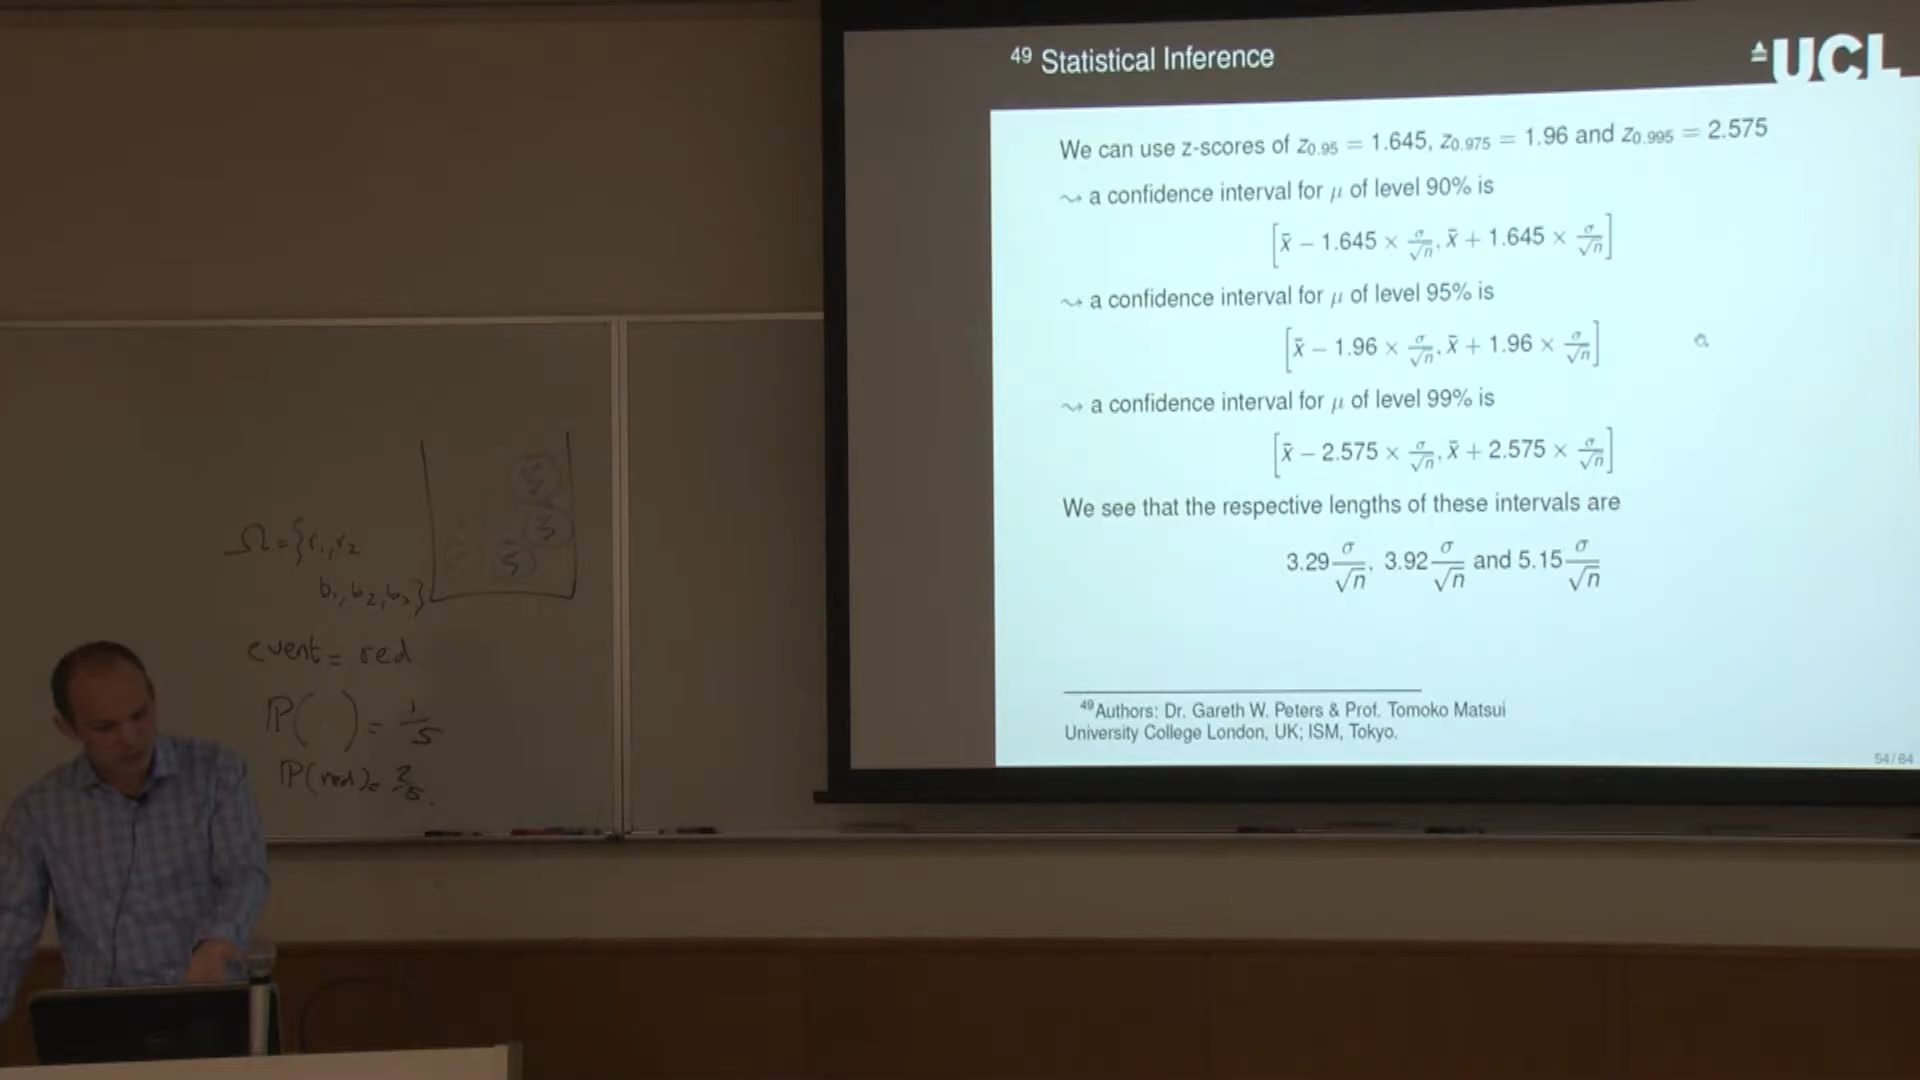 49 Statistical Inference
UCL
We can use z-scores of z0.95 = 1.645, z0.975 = 1.96 and z0.995 = 2.575
⇝ a confidence interval for μ of level 90% is
[x̄ − 1.645 × σ/√n, x̄ + 1.645 × σ/√n]
⇝ a confidence interval for μ of level 95% is
[x̄ − 1.96 × σ/√n, x̄ + 1.96 × σ/√n]
⇝ a confidence interval for μ of level 99% is
[x̄ − 2.575 × σ/√n, x̄ + 2.575 × σ/√n]
We see that the respective lengths of these intervals are
3.29 σ/√n, 3.92 σ/√n and 5.15 σ/√n
49Authors: Dr. Gareth W. Peters & Prof. Tomoko Matsui
University College London, UK; ISM, Tokyo.
54/64
Ω = {r1, r2
b1, b2, b3}
event = red
ℙ( ) = 1/5
ℙ(red) = 2/5.